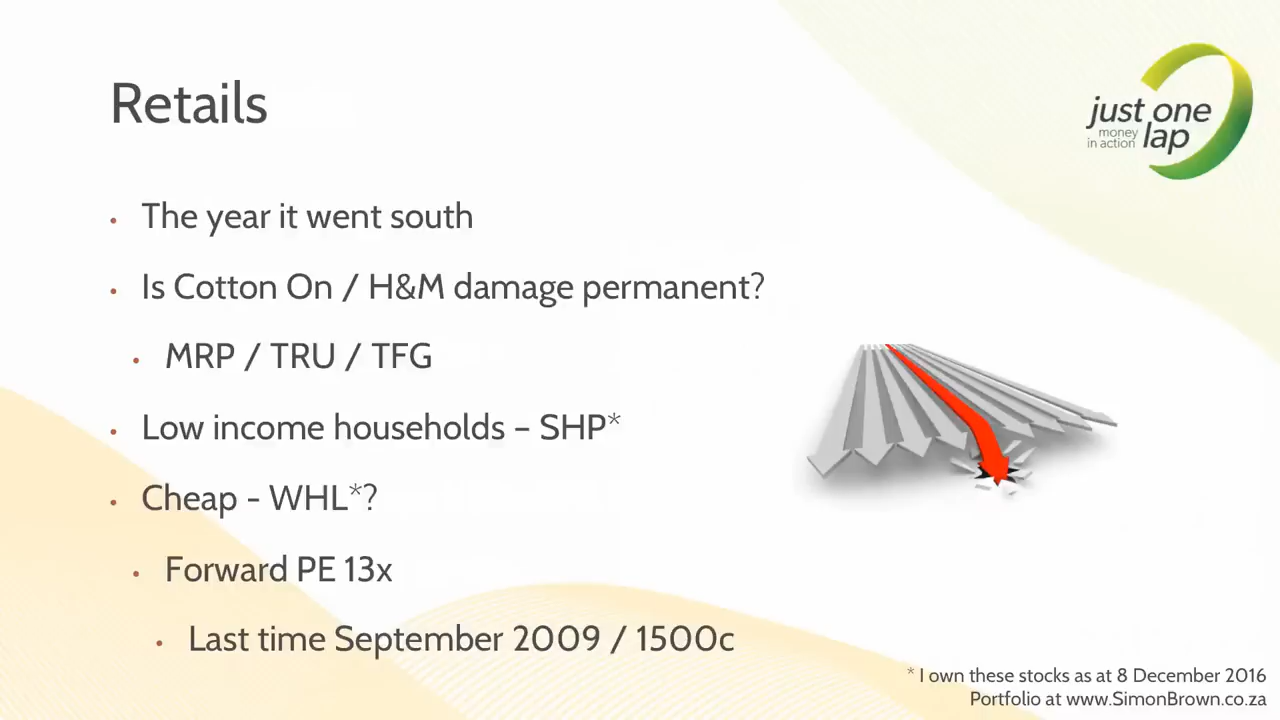 Retails
just one
money
in action lap
• The year it went south
• Is Cotton On / H&M damage permanent?
• MRP / TRU / TFG
• Low income households – SHP*
• Cheap - WHL*?
• Forward PE 13x
• Last time September 2009 / 1500c
* I own these stocks as at 8 December 2016
Portfolio at www.SimonBrown.co.za